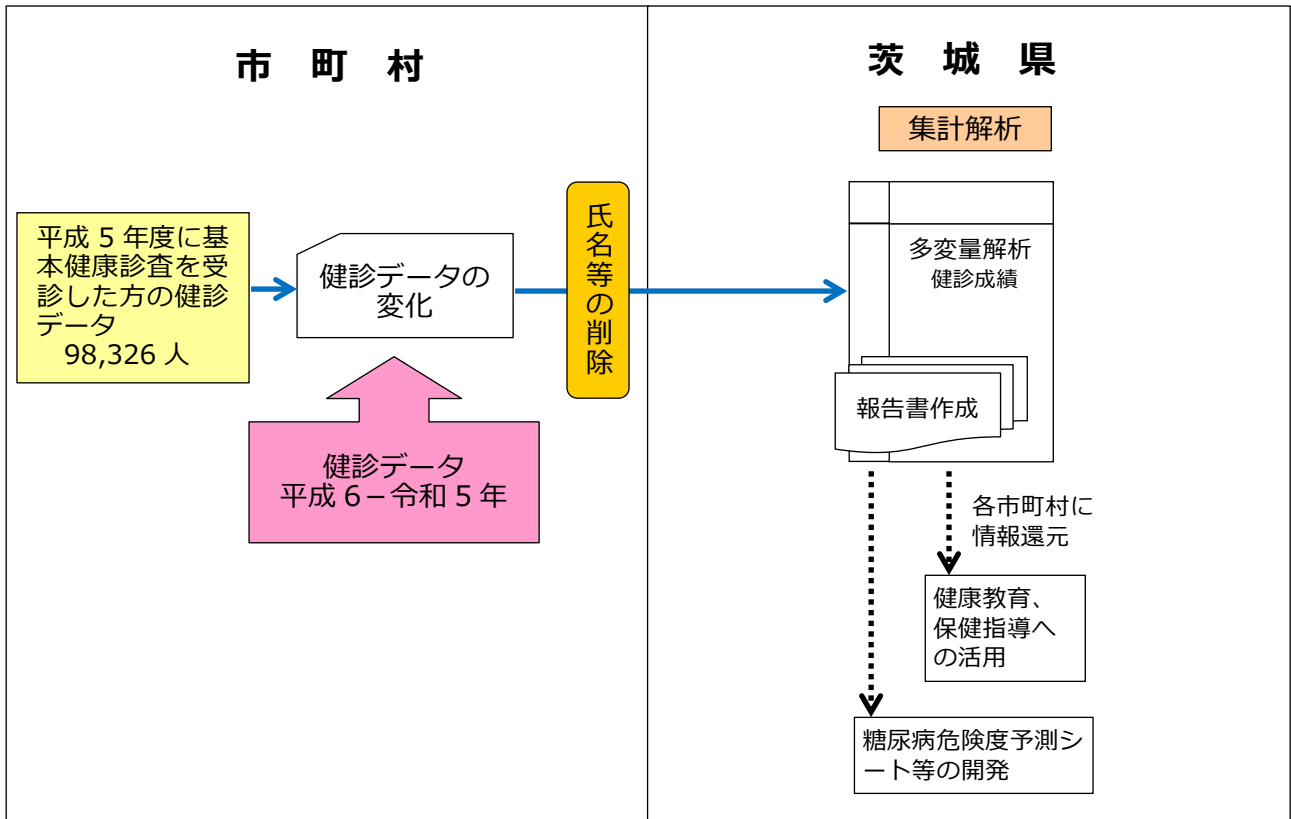 市 町 村
平成 5 年度に基
本健康診査を受
診した方の健診
データ
98,326 人
健診データの
変化
氏名等の削除
健診データ
平成 6－令和 5 年
茨 城 県
集計解析
多変量解析
健診成績
報告書作成
各市町村に
情報還元
健康教育、
保健指導へ
の活用
糖尿病危険度予測シ
ート等の開発